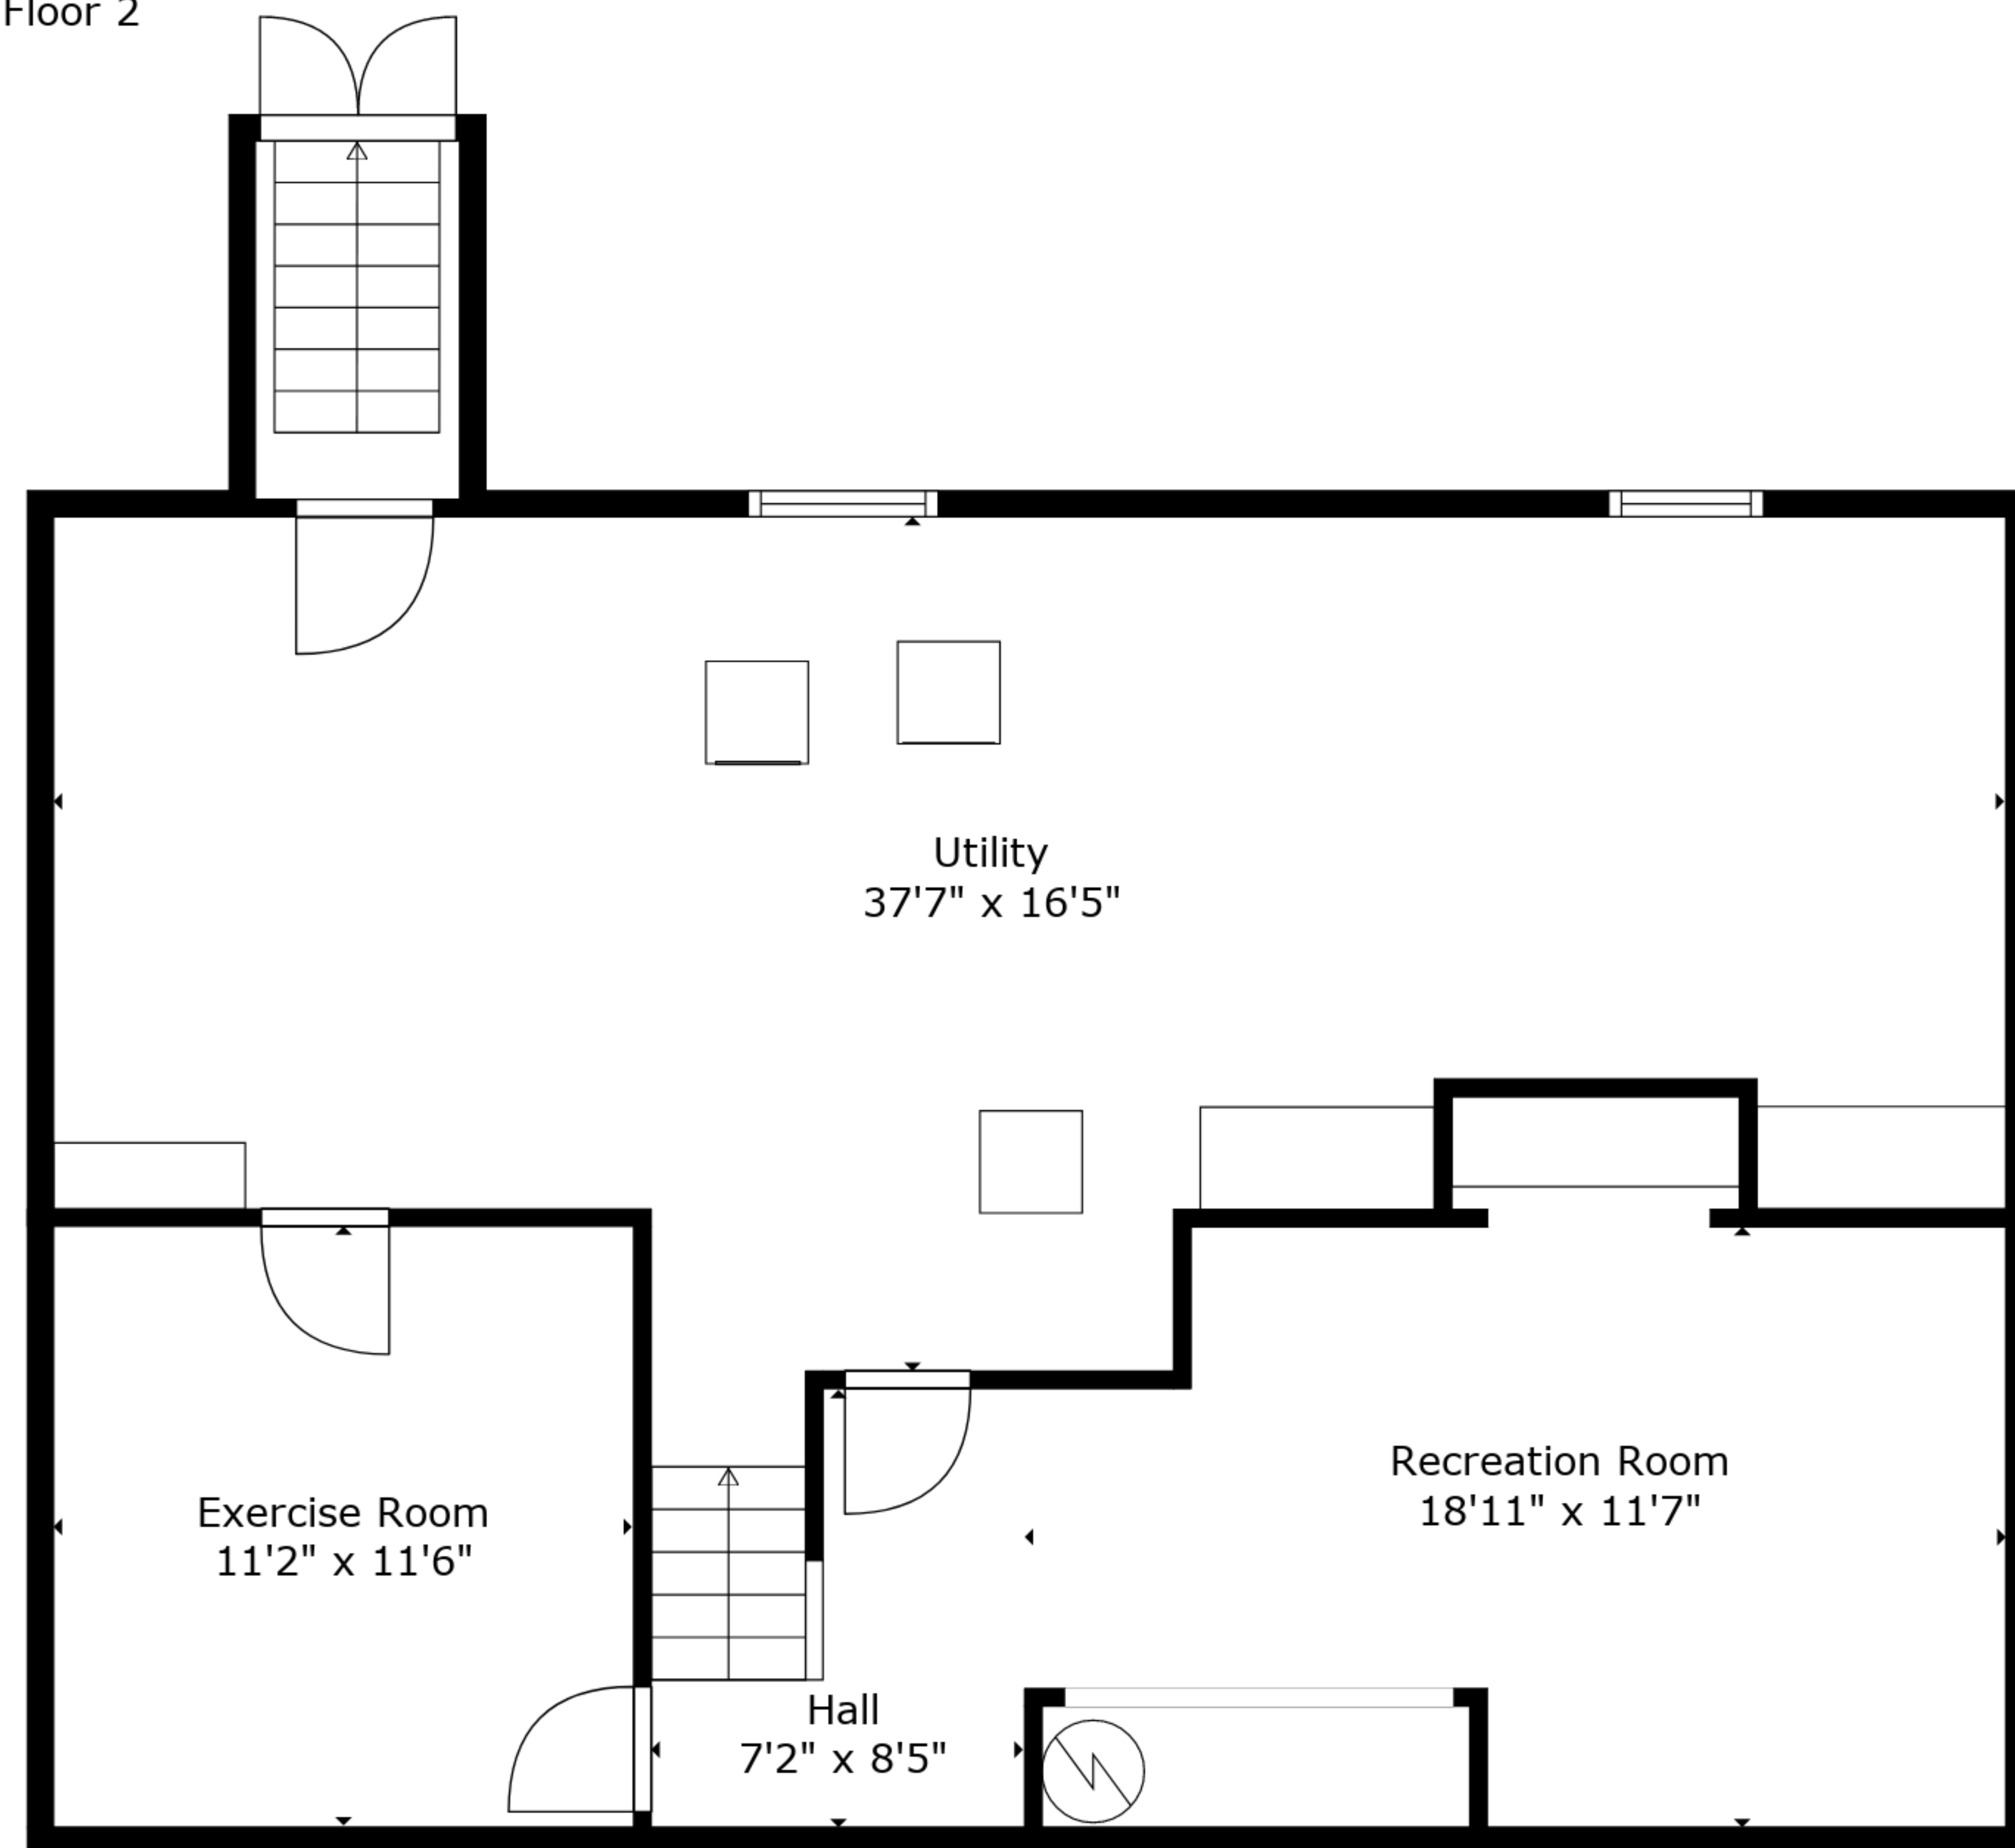 Floor 2
Utility
37'7" x 16'5"
Recreation Room
18'11" x 11'7"
Exercise Room
11'2" x 11'6"
Hall
7'2" x 8'5"